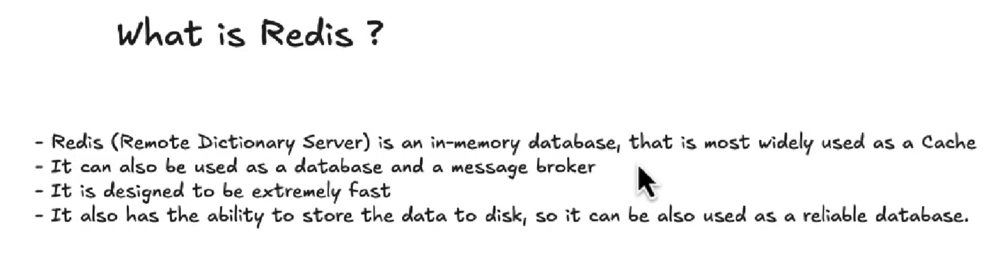 What is Redis ?
- Redis (Remote Dictionary Server) is an in-memory database, that is most widely used as a Cache
- It can also be used as a database and a message broker
- It is designed to be extremely fast
- It also has the ability to store the data to disk, so it can be also used as a reliable database.